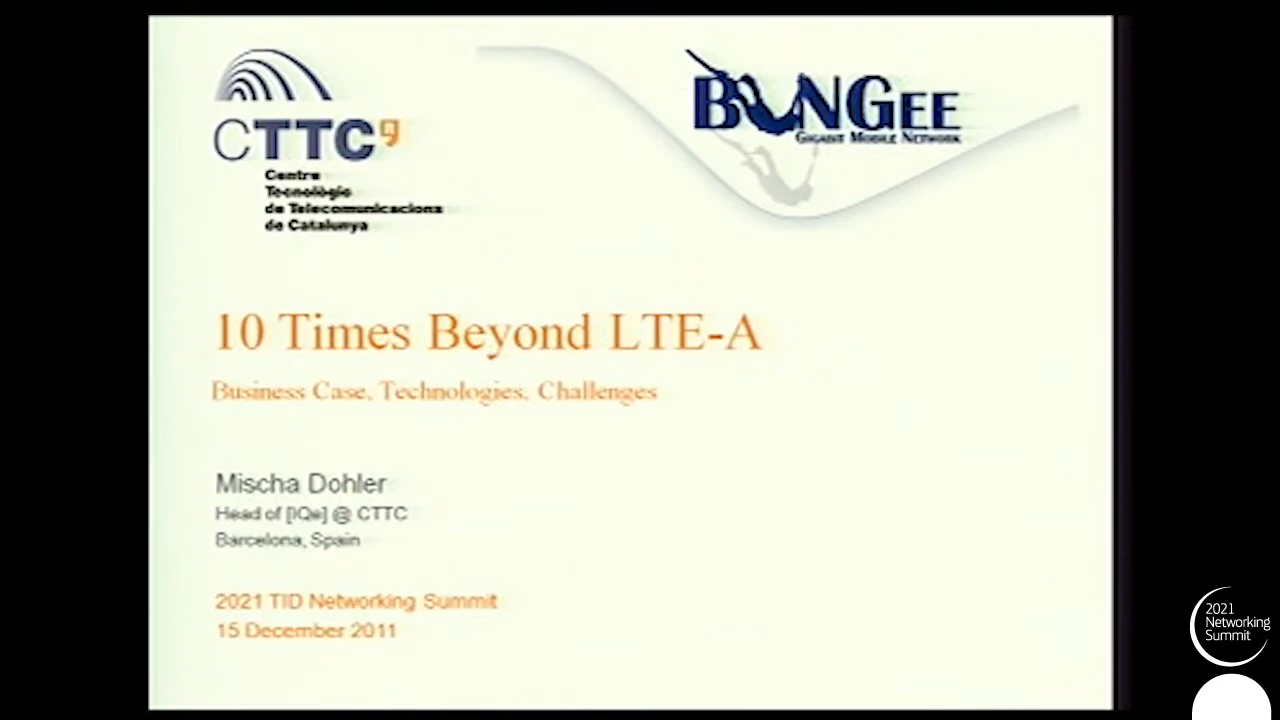 CTTC
Centre
Tecnològic
de Telecomunicacions
de Catalunya
BUNGEE
GIGABIT MOBILE NETWORK
10 Times Beyond LTE-A
Business Case, Technologies, Challenges
Mischa Dohler
Head of [IQe] @ CTTC
Barcelona, Spain
2021 TID Networking Summit
15 December 2011
2021
Networking
Summit